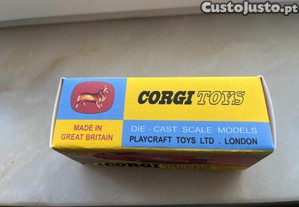 CustoJusto.pt
CORGI TOYS
MADE IN
GREAT BRITAIN
DIE-CAST SCALE MODELS
PLAYCRAFT TOYS LTD. LONDON